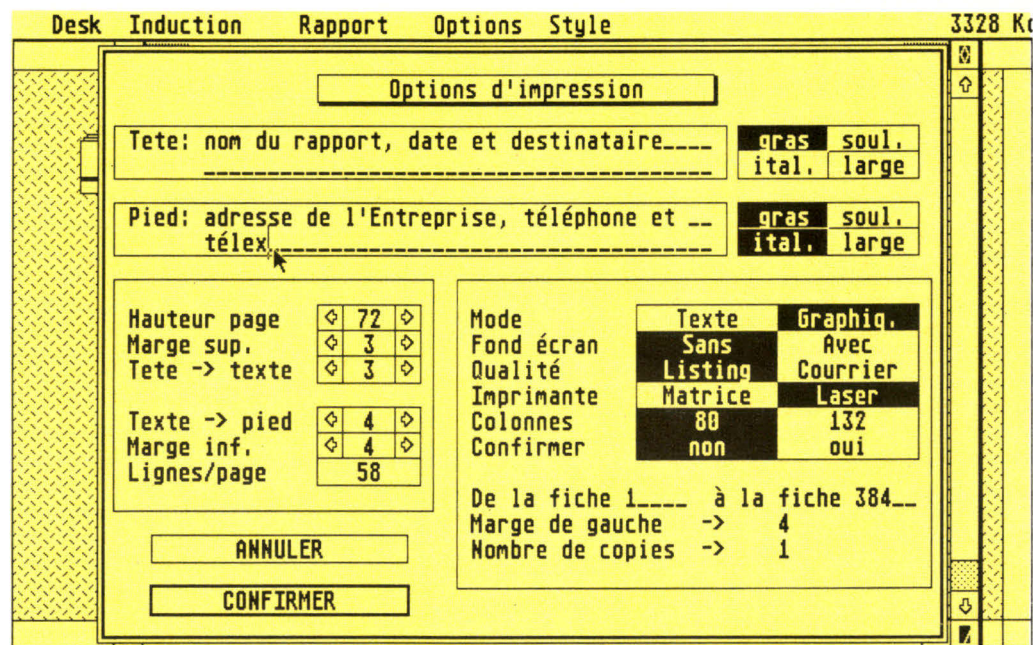 Desk Induction Rapport Options Style 3328 Ko
Options d'impression
Tete: nom du rapport, date et destinataire____
gras soul.
ital. large
Pied: adresse de l'Entreprise, téléphone et __
télex
gras soul.
ital. large
Hauteur page 72
Marge sup. 3
Tete -> texte 3
Texte -> pied 4
Marge inf. 4
Lignes/page 58
Mode Texte Graphiq.
Fond écran Sans Avec
Qualité Listing Courrier
Imprimante Matrice Laser
Colonnes 80 132
Confirmer non oui
De la fiche 1____ à la fiche 384__
Marge de gauche -> 4
Nombre de copies -> 1
ANNULER
CONFIRMER